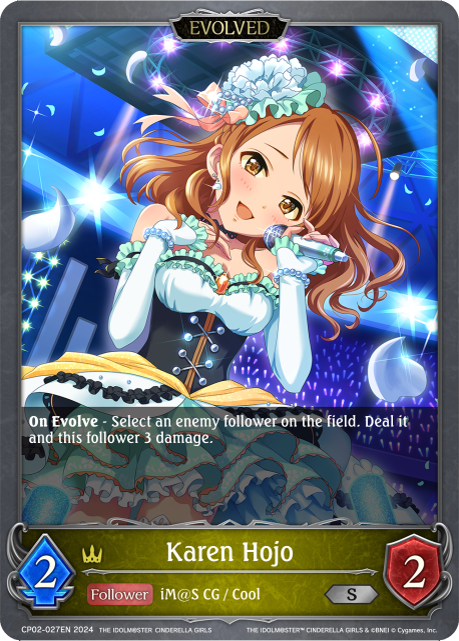 EVOLVED
On Evolve - Select an enemy follower on the field. Deal it
and this follower 3 damage.
Karen Hojo
2
2
Follower iM@S CG / Cool
S
CP02-027EN 2024 THE IDOLM@STER CINDERELLA GIRLS THE IDOLM@STER™ CINDERELLA GIRLS & ©BNEI © Cygames, Inc.